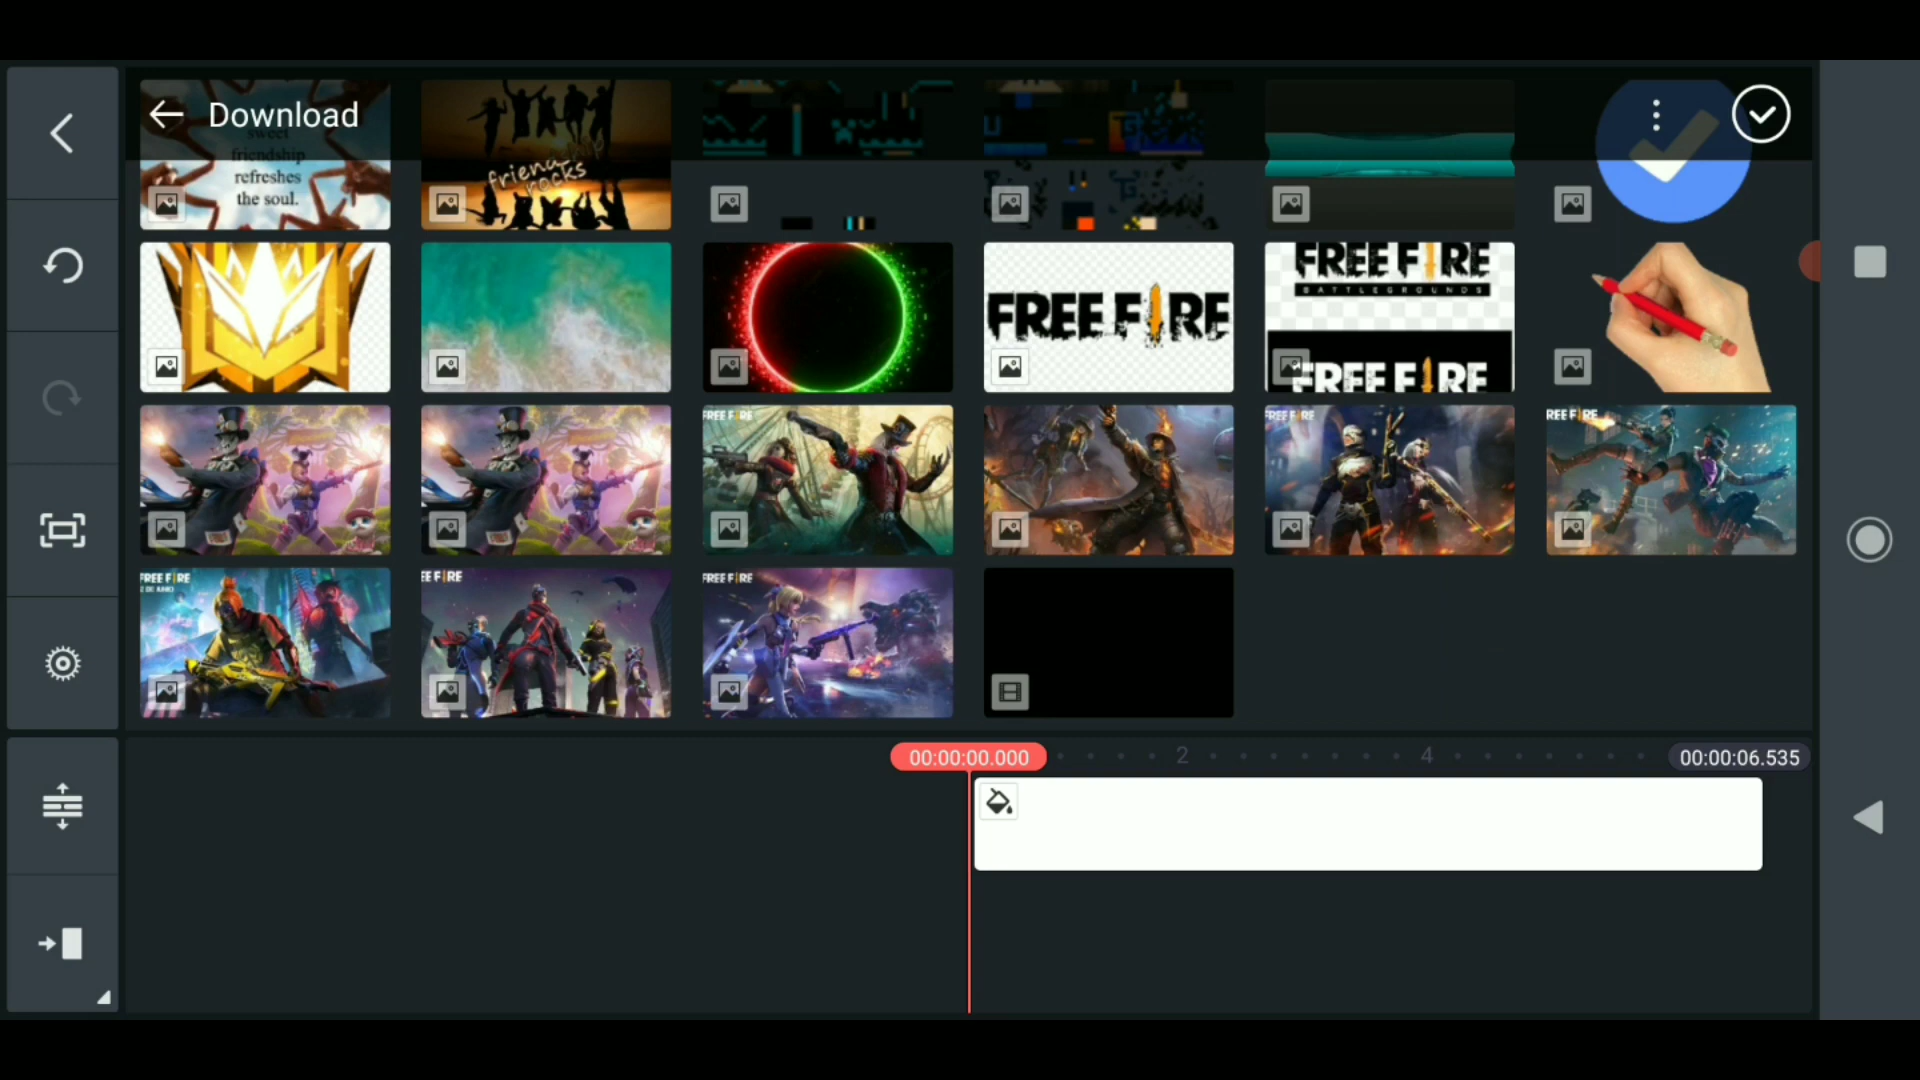 Download
sweet
friendship
refreshes
the soul.
friendship
rocks
FREE FIRE
FREE FIRE
BATTLEGROUNDS
FREE FIRE
FREE FIRE
FREE FIRE
REE FIRE
FREE FIRE
EE FIRE
FREE FIRE
00:00:00.000
2
4
00:00:06.535